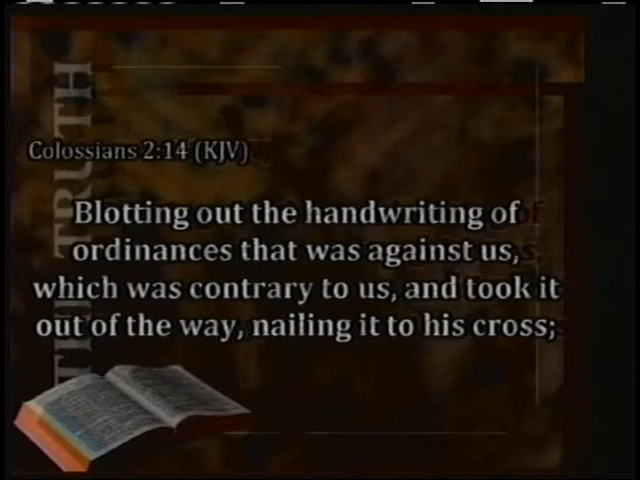 Colossians 2:14 (KJV)
Blotting out the handwriting of
ordinances that was against us,
which was contrary to us, and took it
out of the way, nailing it to his cross;
TRUTH